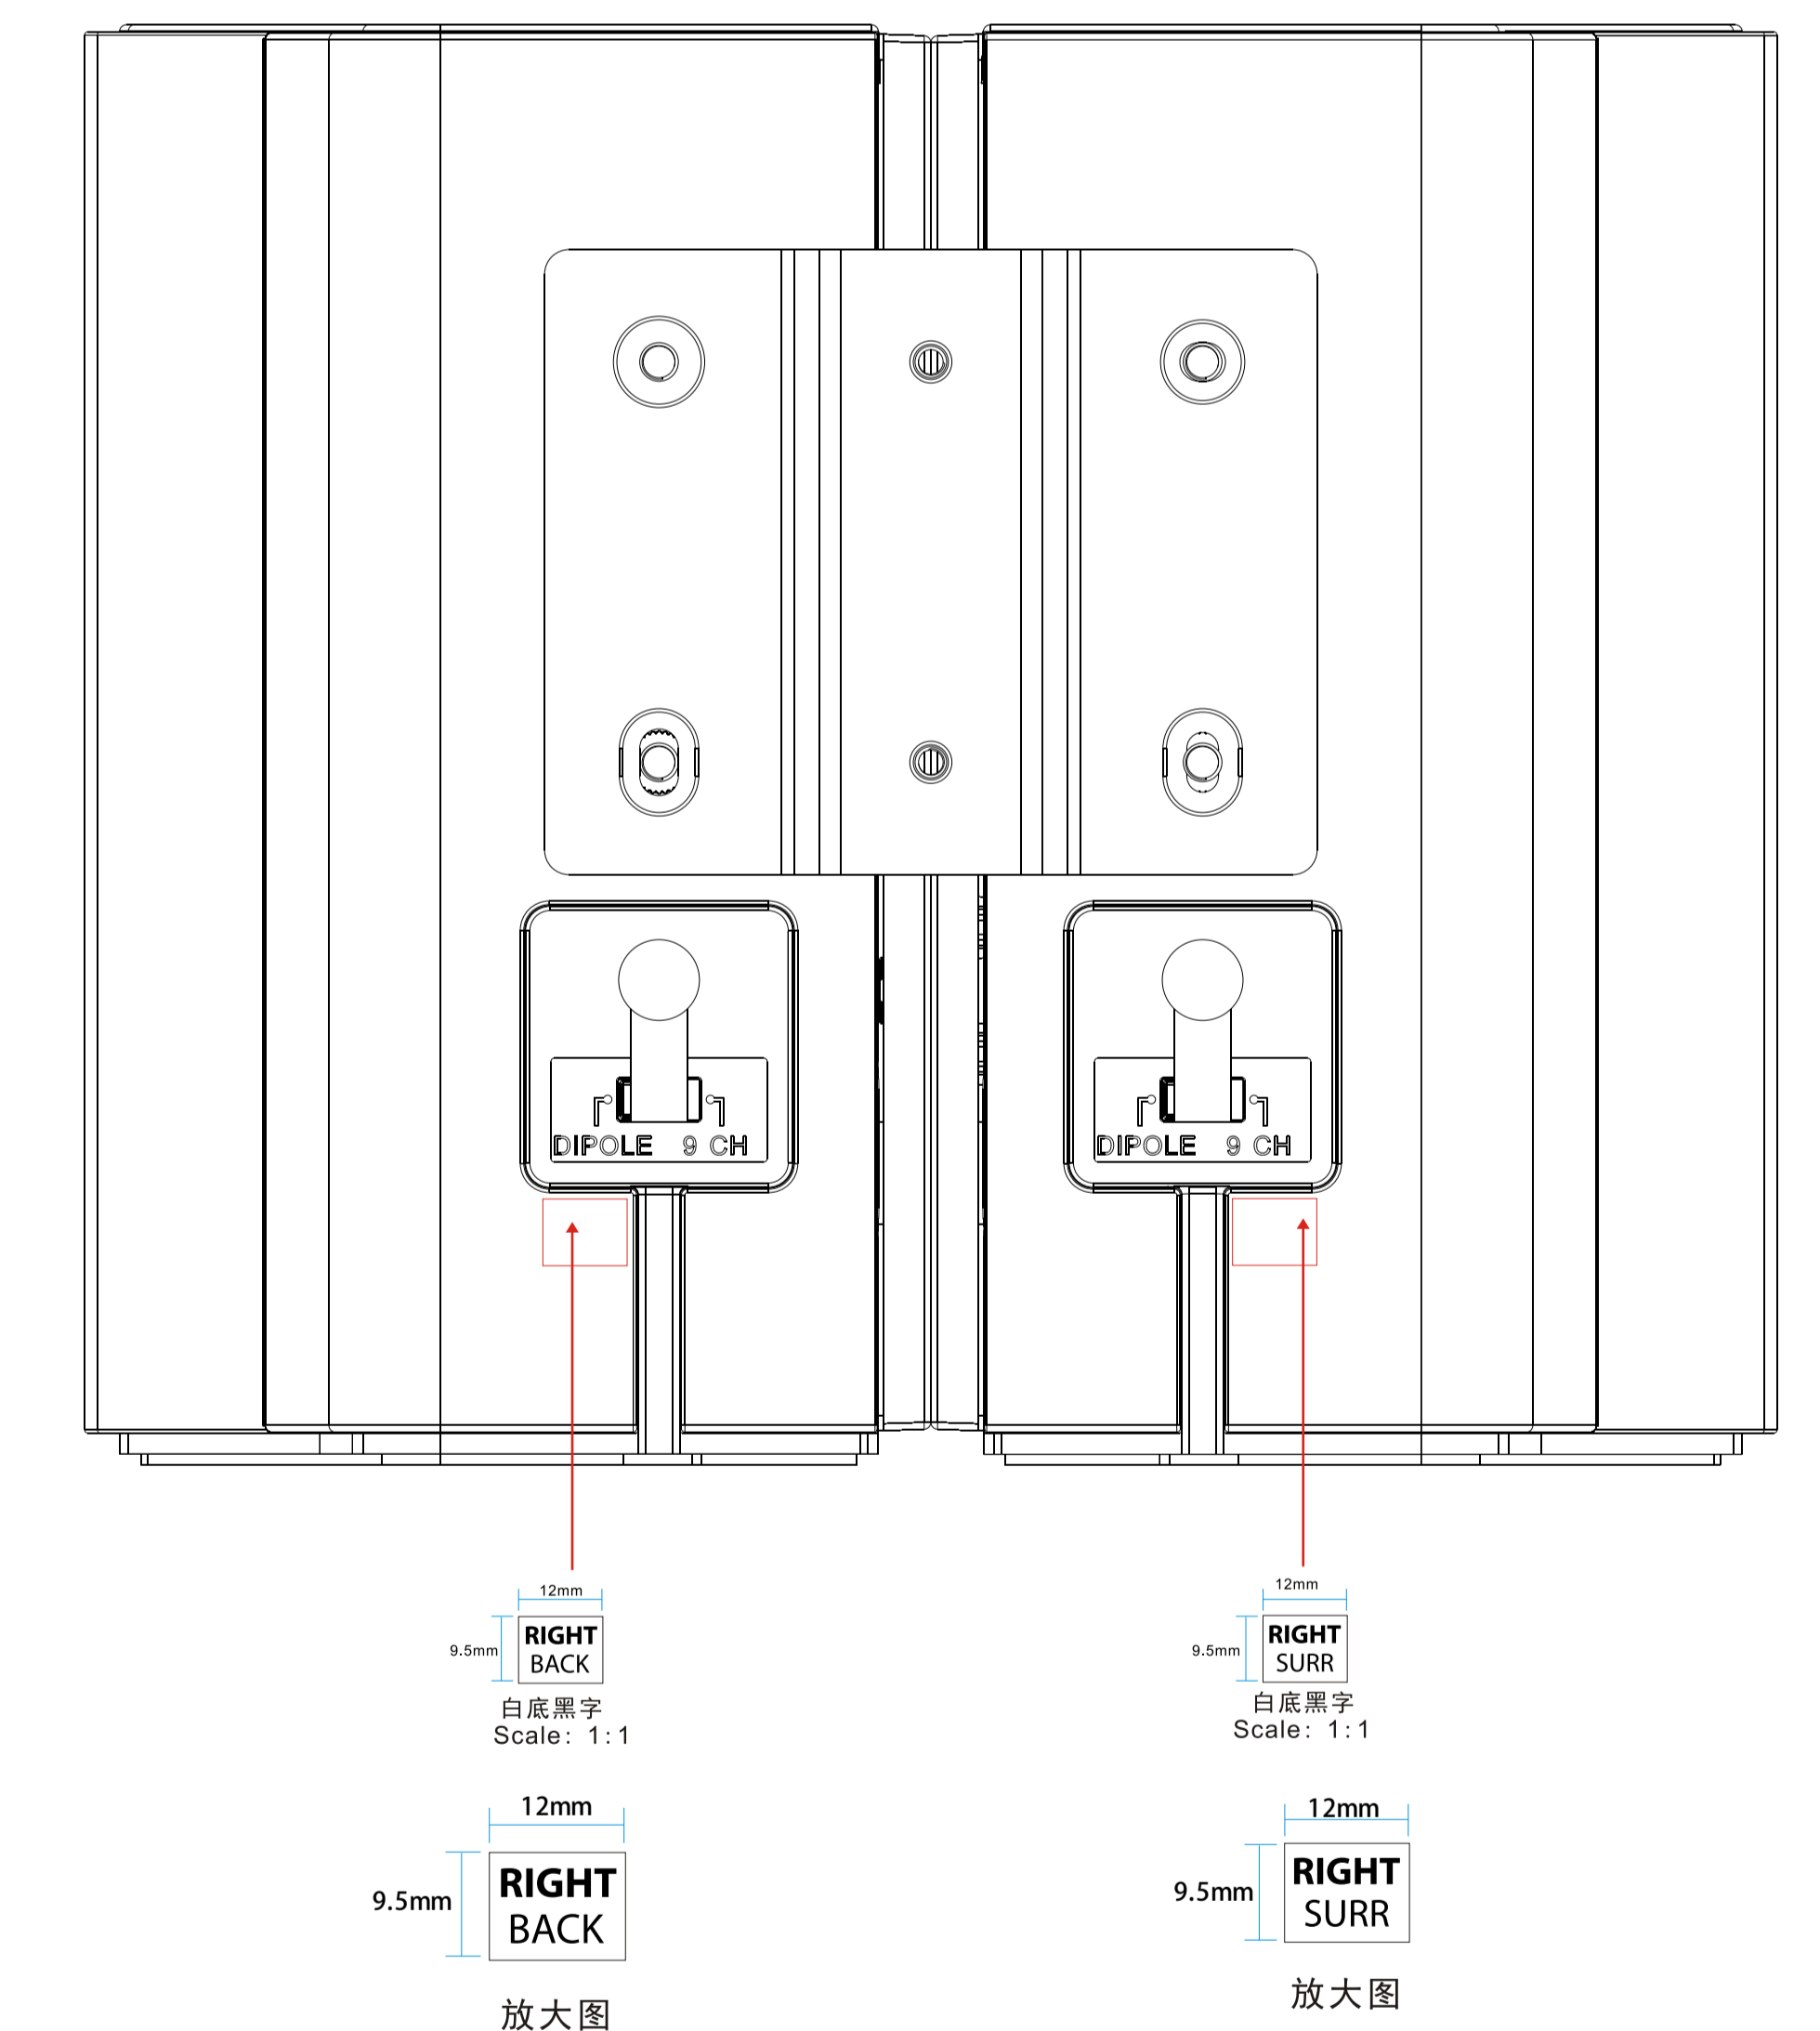 DIPOLE 9 CH
DIPOLE 9 CH
12mm
9.5mm
RIGHT
BACK
白底黑字
Scale: 1:1
12mm
9.5mm
RIGHT
SURR
白底黑字
Scale: 1:1
12mm
9.5mm
RIGHT
BACK
放大图
12mm
9.5mm
RIGHT
SURR
放大图